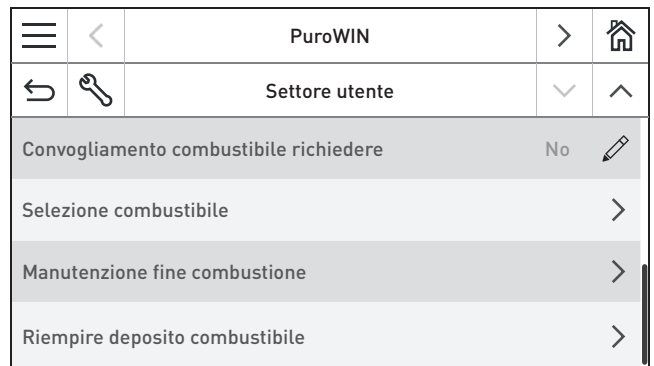 PuroWIN
Settore utente
Convogliamento combustibile richiedere No
Selezione combustibile
Manutenzione fine combustione
Riempire deposito combustibile